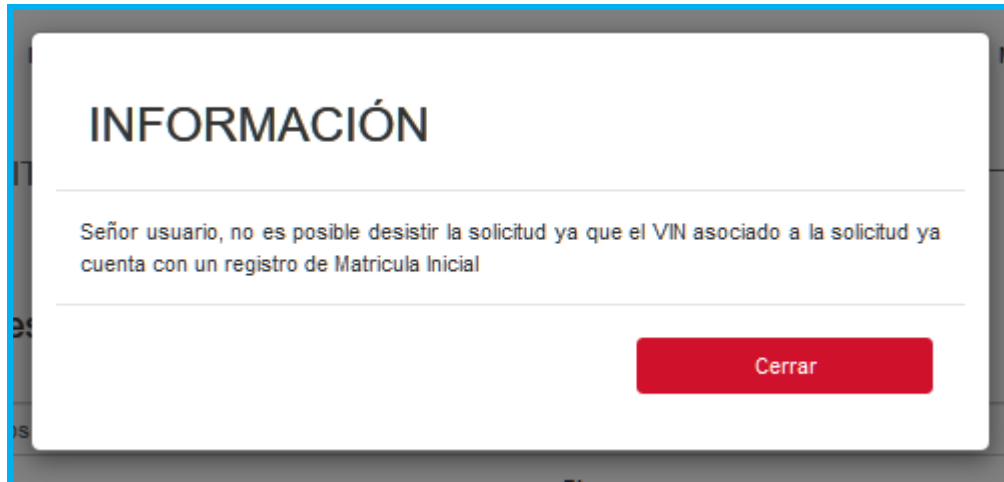 INFORMACIÓN
Señor usuario, no es posible desistir la solicitud ya que el VIN asociado a la solicitud ya
cuenta con un registro de Matricula Inicial
Cerrar